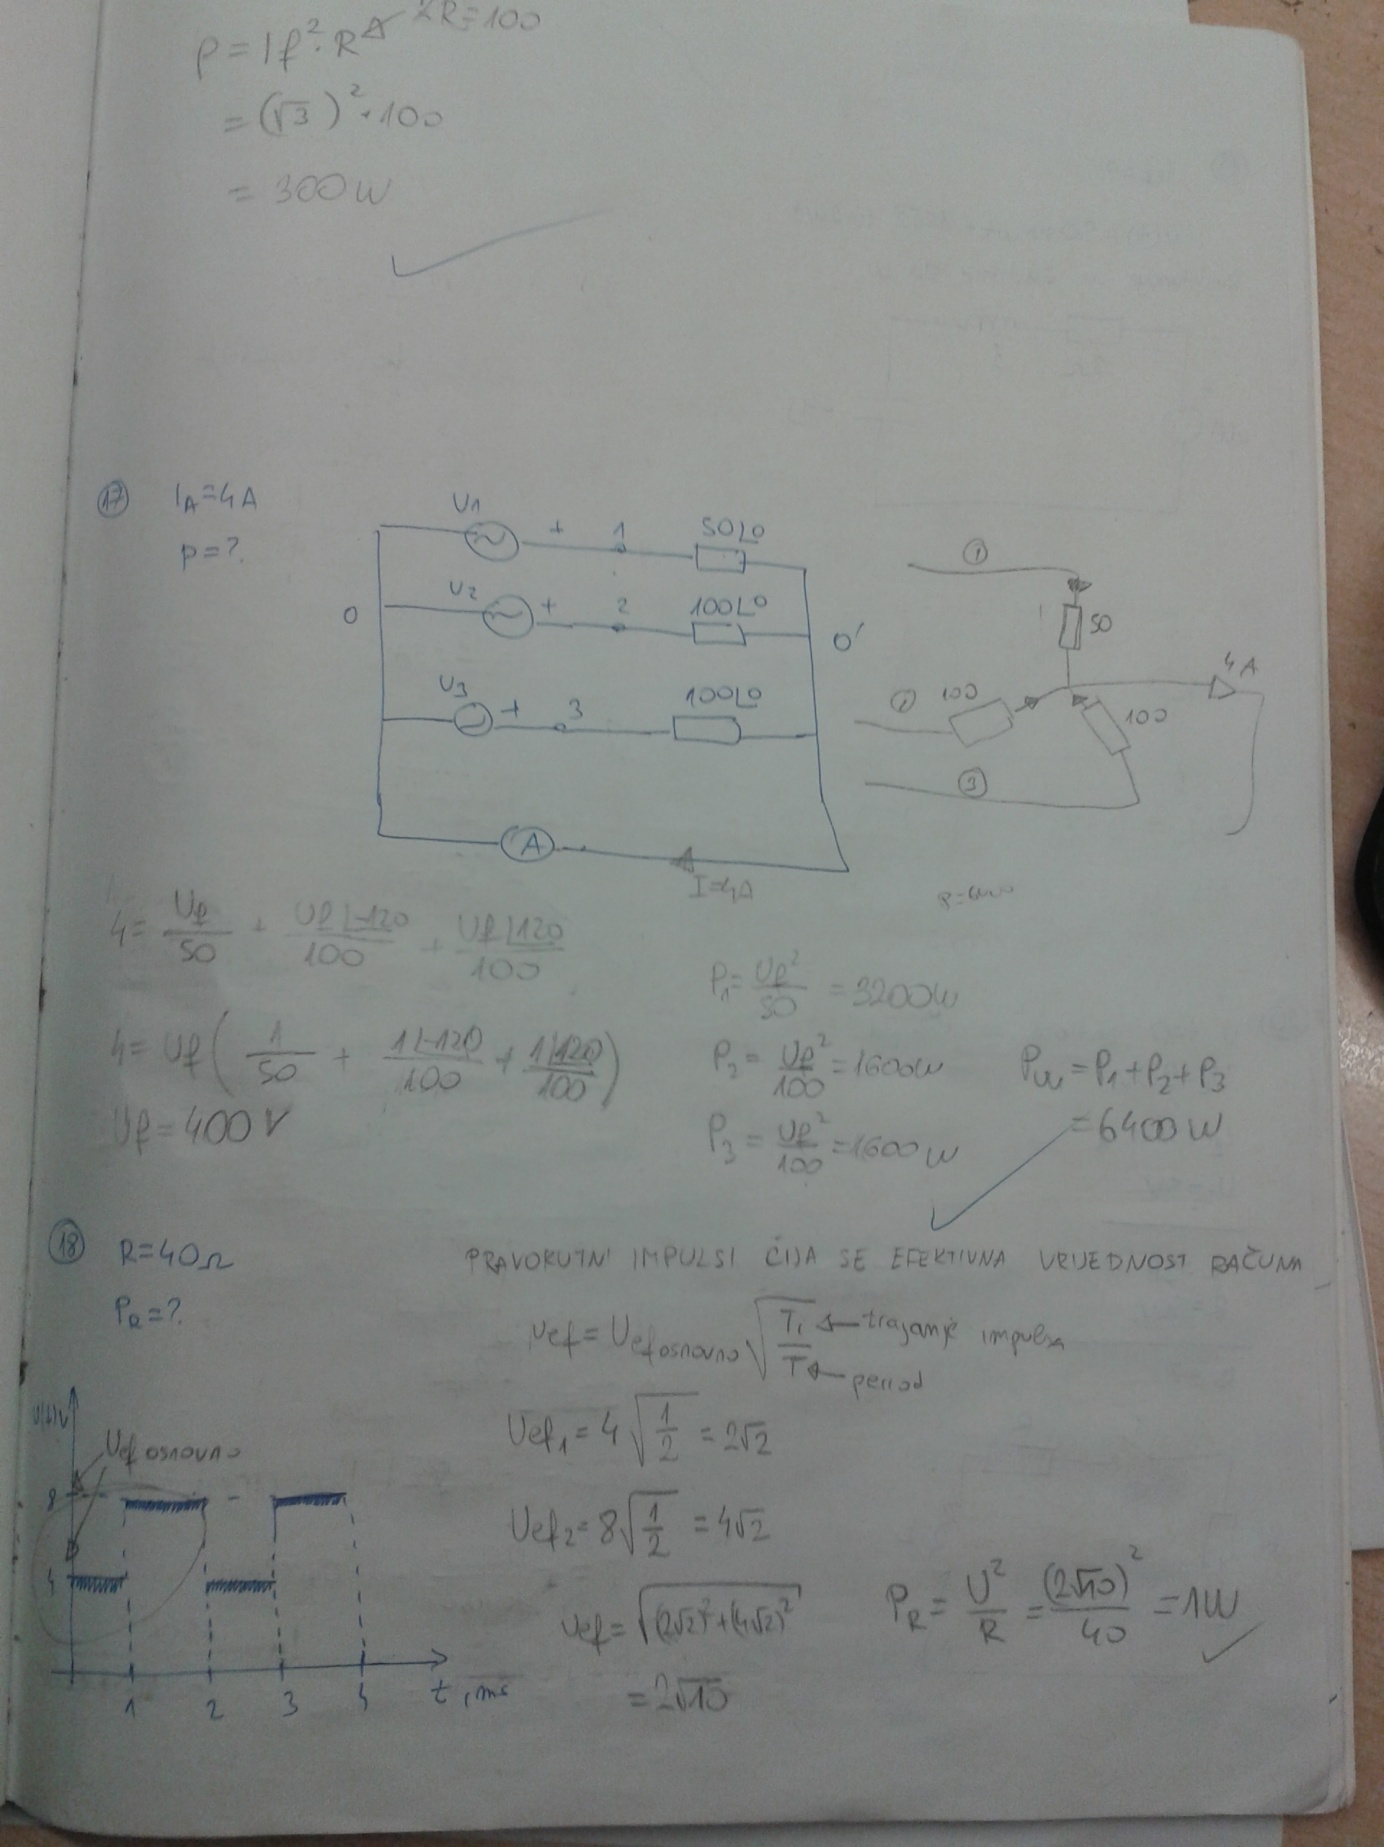 P = If² · R ΣR=100
= (√3)² · 100
= 300W
17 IA=4A
P=?
U1 + 1 50∠0
U2 + 2 100∠0
U3 + 3 100∠0
0 0'
A
I=4A
1
50
2 100
100
3
4A
4 = Uf/50 + Uf∠-120/100 + Uf∠120/100
4 = Uf ( 1/50 + 1∠-120/100 + 1∠120/100 )
Uf = 400V
P1 = Uf²/50 = 3200W
P2 = Uf²/100 = 1600W
P3 = Uf²/100 = 1600W
Puk = P1+P2+P3
= 6400W
18 R=40Ω
PR=?
PRAVOKUTNI IMPULSI ČIJA SE EFEKTIVNA VRIJEDNOST RAČUNA
Uef = Uef osnovno √(Ti/T)
trajanje impulsa
period
Uef1 = 4 √(1/2) = 2√2
Uef2 = 8 √(1/2) = 4√2
Uef = √((2√2)²+(4√2)²)
= 2√10
PR = U²/R = (2√10)²/40 = 1W
U(t)V
Uef osnovno
8
4
1 2 3 4 t, ms